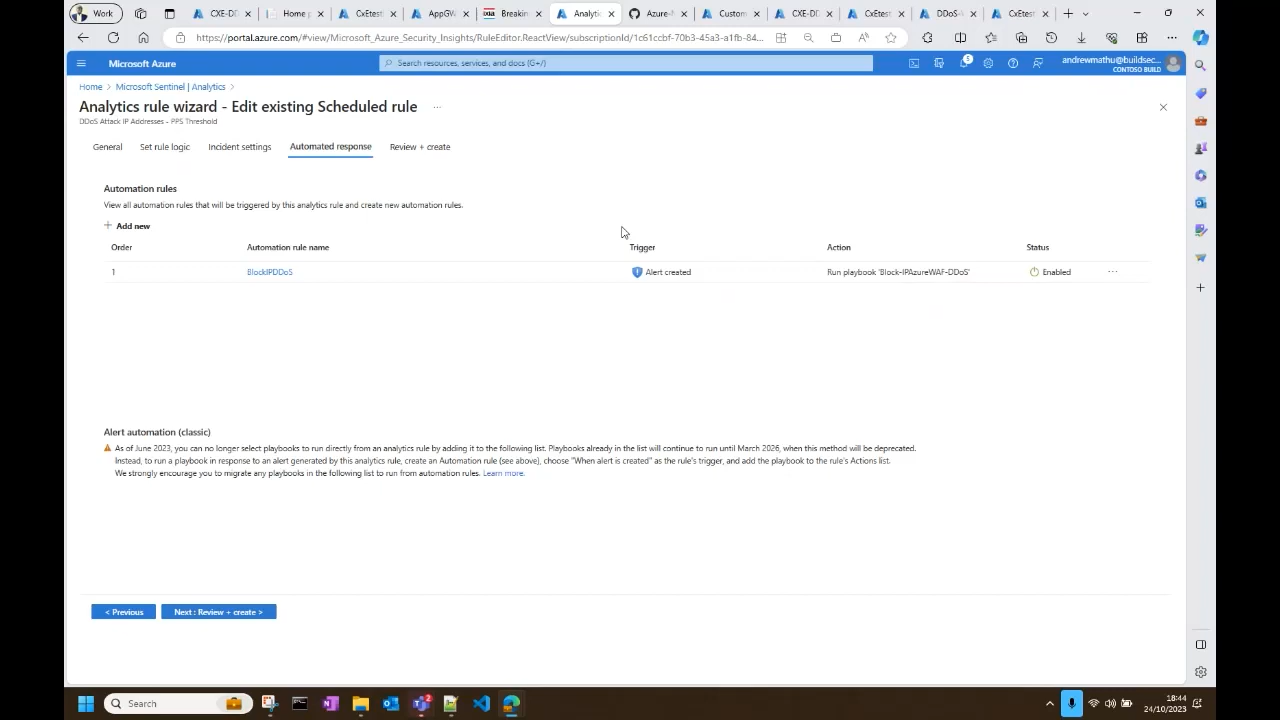 Work
CXE-DD
Home p
CxEtesti
AppGW
IXIA
Breakin
Analytic
Azure-N
Custom
CXE-DD
CxEtest
DDoS-A
CxEtest
https://portal.azure.com/#view/Microsoft_Azure_Security_Insights/RuleEditor.ReactView/subscriptionId/1c61ccbf-70b3-45a3-a1fb-84...
Microsoft Azure
Search resources, services, and docs (G+/)
5
andrewmathu@buildsec...
CONTOSO BUILD
Home > Microsoft Sentinel | Analytics >
Analytics rule wizard - Edit existing Scheduled rule ...
DDoS Attack IP Addresses - PPS Threshold
General Set rule logic Incident settings Automated response Review + create
Automation rules
View all automation rules that will be triggered by this analytics rule and create new automation rules.
+ Add new
Order Automation rule name Trigger Action Status
1 BlockIPDDoS Alert created Run playbook 'Block-IPAzureWAF-DDoS' Enabled ...
Alert automation (classic)
As of June 2023, you can no longer select playbooks to run directly from an analytics rule by adding it to the following list. Playbooks already in the list will continue to run until March 2026, when this method will be deprecated.
Instead, to run a playbook in response to an alert generated by this analytics rule, create an Automation rule (see above), choose "When alert is created" as the rule's trigger, and add the playbook to the rule's Actions list.
We strongly encourage you to migrate any playbooks in the following list to run from automation rules. Learn more.
< Previous
Next : Review + create >
Search
2
18:44
24/10/2023